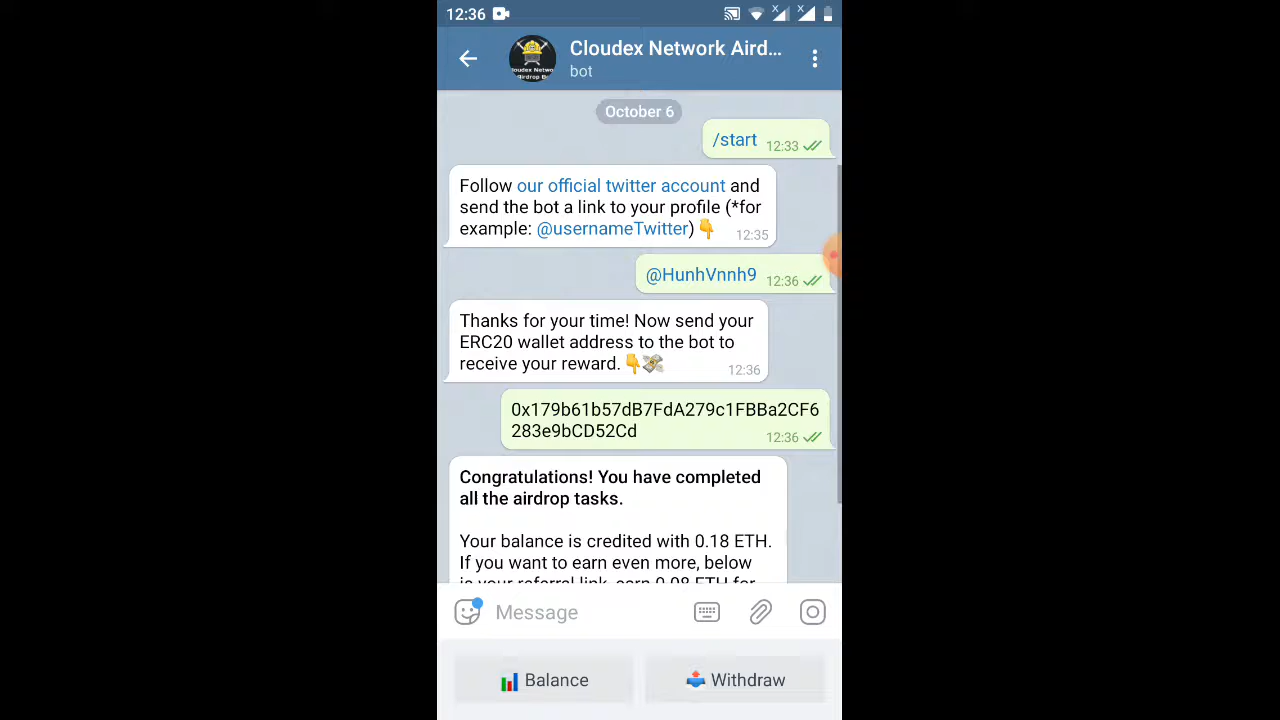 12:36
Cloudex Network Aird...
bot
October 6
/start 12:33
Follow our official twitter account and
send the bot a link to your profile (*for
example: @usernameTwitter)👇 12:35
@HunhVnnh9 12:36
Thanks for your time! Now send your
ERC20 wallet address to the bot to
receive your reward.👇💸 12:36
0x179b61b57dB7FdA279c1FBBa2CF6
283e9bCD52Cd 12:36
Congratulations! You have completed
all the airdrop tasks.
Your balance is credited with 0.18 ETH.
If you want to earn even more, below
is your referral link, earn 0.08 ETH for
Message
📊 Balance
📤 Withdraw